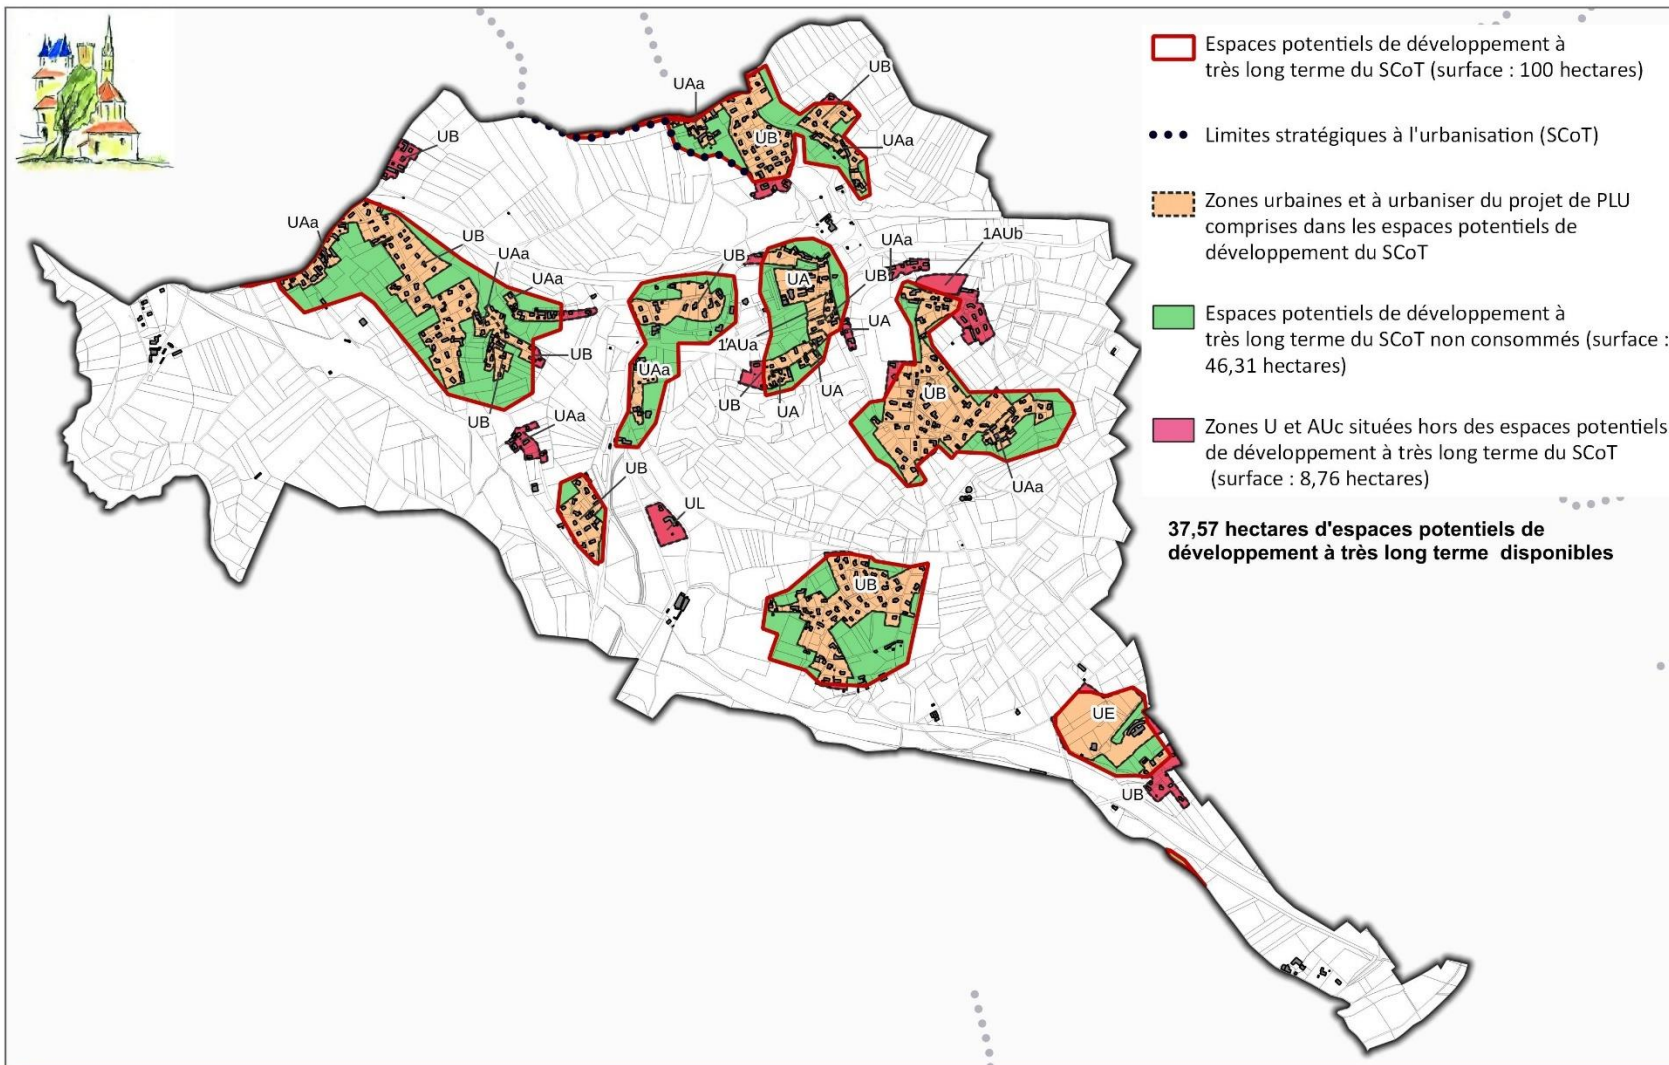 Espaces potentiels de développement à
très long terme du SCoT (surface : 100 hectares)
Limites stratégiques à l'urbanisation (SCoT)
Zones urbaines et à urbaniser du projet de PLU
comprises dans les espaces potentiels de
développement du SCoT
Espaces potentiels de développement à
très long terme du SCoT non consommés (surface :
46,31 hectares)
Zones U et AUc situées hors des espaces potentiels
de développement à très long terme du SCoT
(surface : 8,76 hectares)
37,57 hectares d'espaces potentiels de
développement à très long terme disponibles
UB
UAa
UB
UB
UAa
UAa
UB
UAa
UAa
UB
UB
UAa
UB
UAa
UB
UA
UB
1AUa
UA
UB
UA
UA
UAa
1AUb
UB
UAa
UB
UL
UB
UE
UB